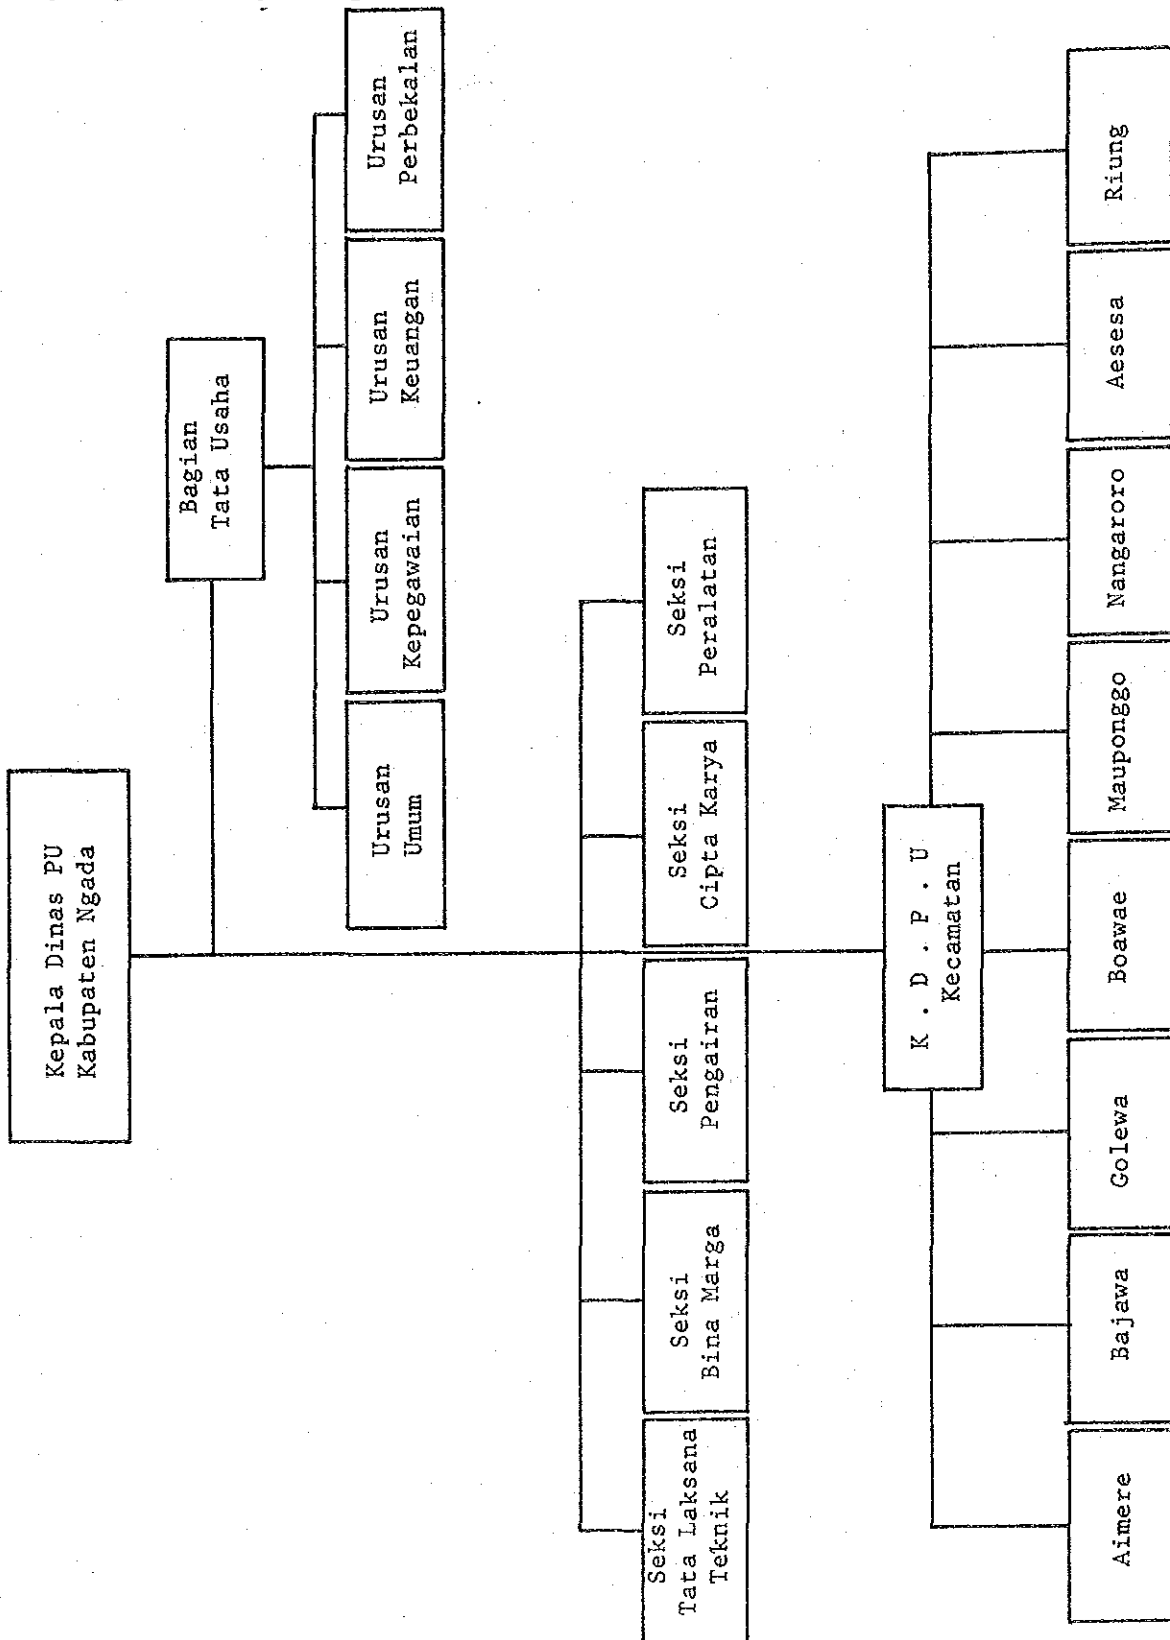 Kepala Dinas PU
Kabupaten Ngada
Bagian
Tata Usaha
Urusan
Umum
Urusan
Kepegawaian
Urusan
Keuangan
Urusan
Perbekalan
Seksi
Tata Laksana
Teknik
Seksi
Bina Marga
Seksi
Pengairan
Seksi
Cipta Karya
Seksi
Peralatan
K . D . P . U
Kecamatan
Aimere
Bajawa
Golewa
Boawae
Mauponggo
Nangaroro
Aesesa
Riung